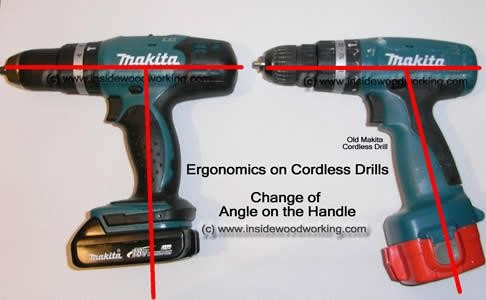 Makita
(c) www.insidewoodworking.com
Makita
(c) www.insidewoodworking.com
Old Makita
Cordless Drill
Ergonomics on Cordless Drills
Change of
Angle on the Handle
(c) www.insidewoodworking.com
Makita
18V